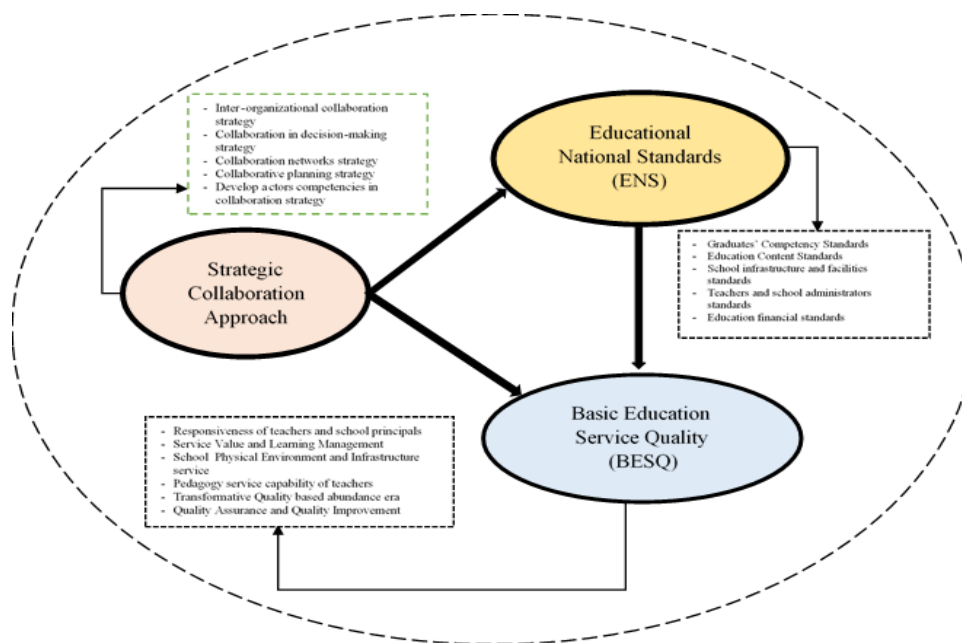 - Inter-organizational collaboration
strategy
- Collaboration in decision-making
strategy
- Collaboration networks strategy
- Collaborative planning strategy
- Develop actors competencies in
collaboration strategy
Educational
National Standards
(ENS)
- Graduates' Competency Standards
- Education Content Standards
- School infrastructure and facilities
standards
- Teachers and school administrators
standards
- Education financial standards
Strategic
Collaboration
Approach
Basic Education
Service Quality
(BESQ)
- Responsiveness of teachers and school principals
- Service Value and Learning Management
- School Physical Environment and Infrastructure
service
- Pedagogy service capability of teachers
- Transformative Quality based abundance era
- Quality Assurance and Quality Improvement